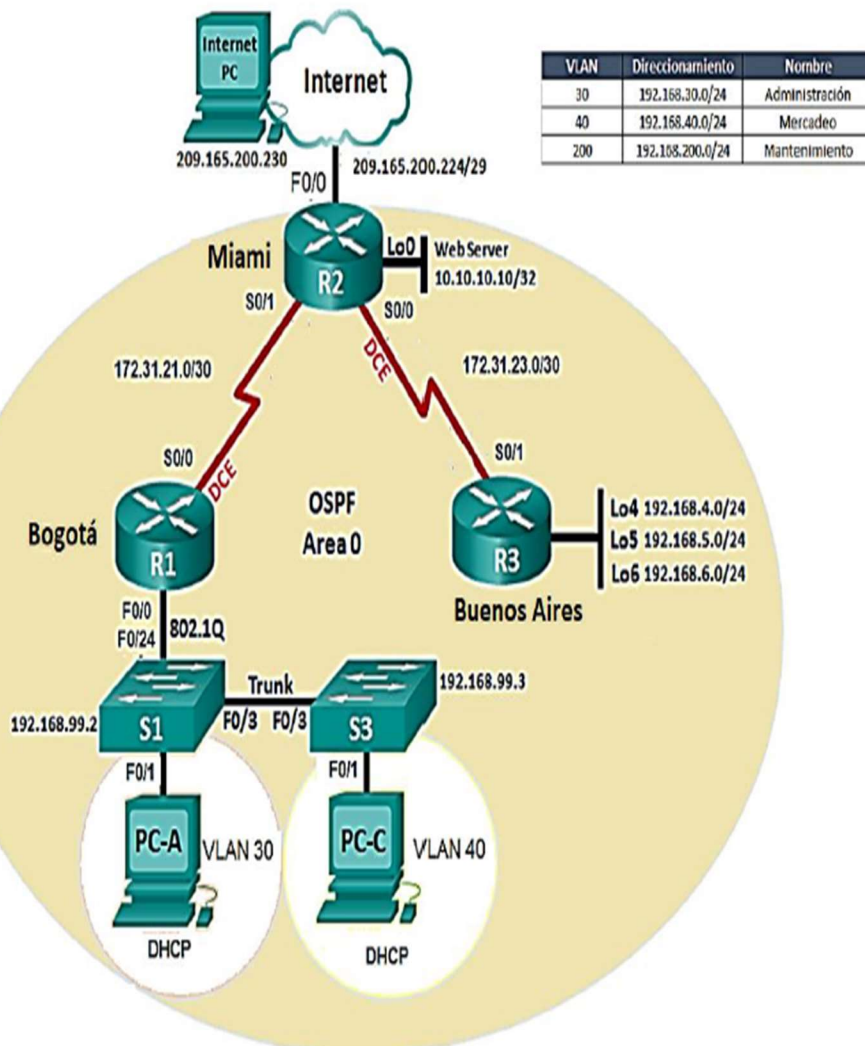 Internet
PC
Internet
209.165.200.230
209.165.200.224/29
F0/0
VLAN Direccionamiento Nombre
30 192.168.30.0/24 Administración
40 192.168.40.0/24 Mercadeo
200 192.168.200.0/24 Mantenimiento
Miami
R2
Lo0
Web Server
10.10.10.10/32
S0/1
S0/0
DCE
172.31.21.0/30
172.31.23.0/30
S0/0
DCE
S0/1
OSPF
Area 0
Bogotá
R1
R3
Buenos Aires
Lo4 192.168.4.0/24
Lo5 192.168.5.0/24
Lo6 192.168.6.0/24
F0/0
F0/24
802.1Q
Trunk
192.168.99.3
192.168.99.2
S1
F0/3 F0/3
S3
F0/1
F0/1
PC-A
VLAN 30
PC-C
VLAN 40
DHCP
DHCP